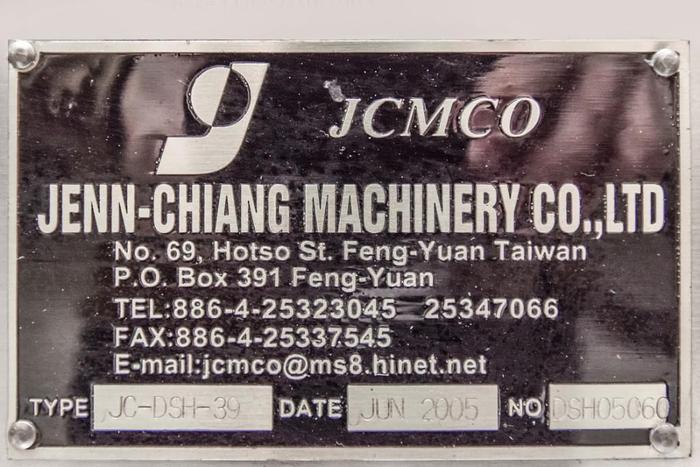 JCMCO
JENN-CHIANG MACHINERY CO.,LTD
No. 69, Hotso St. Feng-Yuan Taiwan
P.O. Box 391 Feng-Yuan
TEL:886-4-25323045 25347066
FAX:886-4-25337545
E-mail:jcmco@ms8.hinet.net
TYPE JC-DSH-39 DATE JUN 2005 NO DSH05060